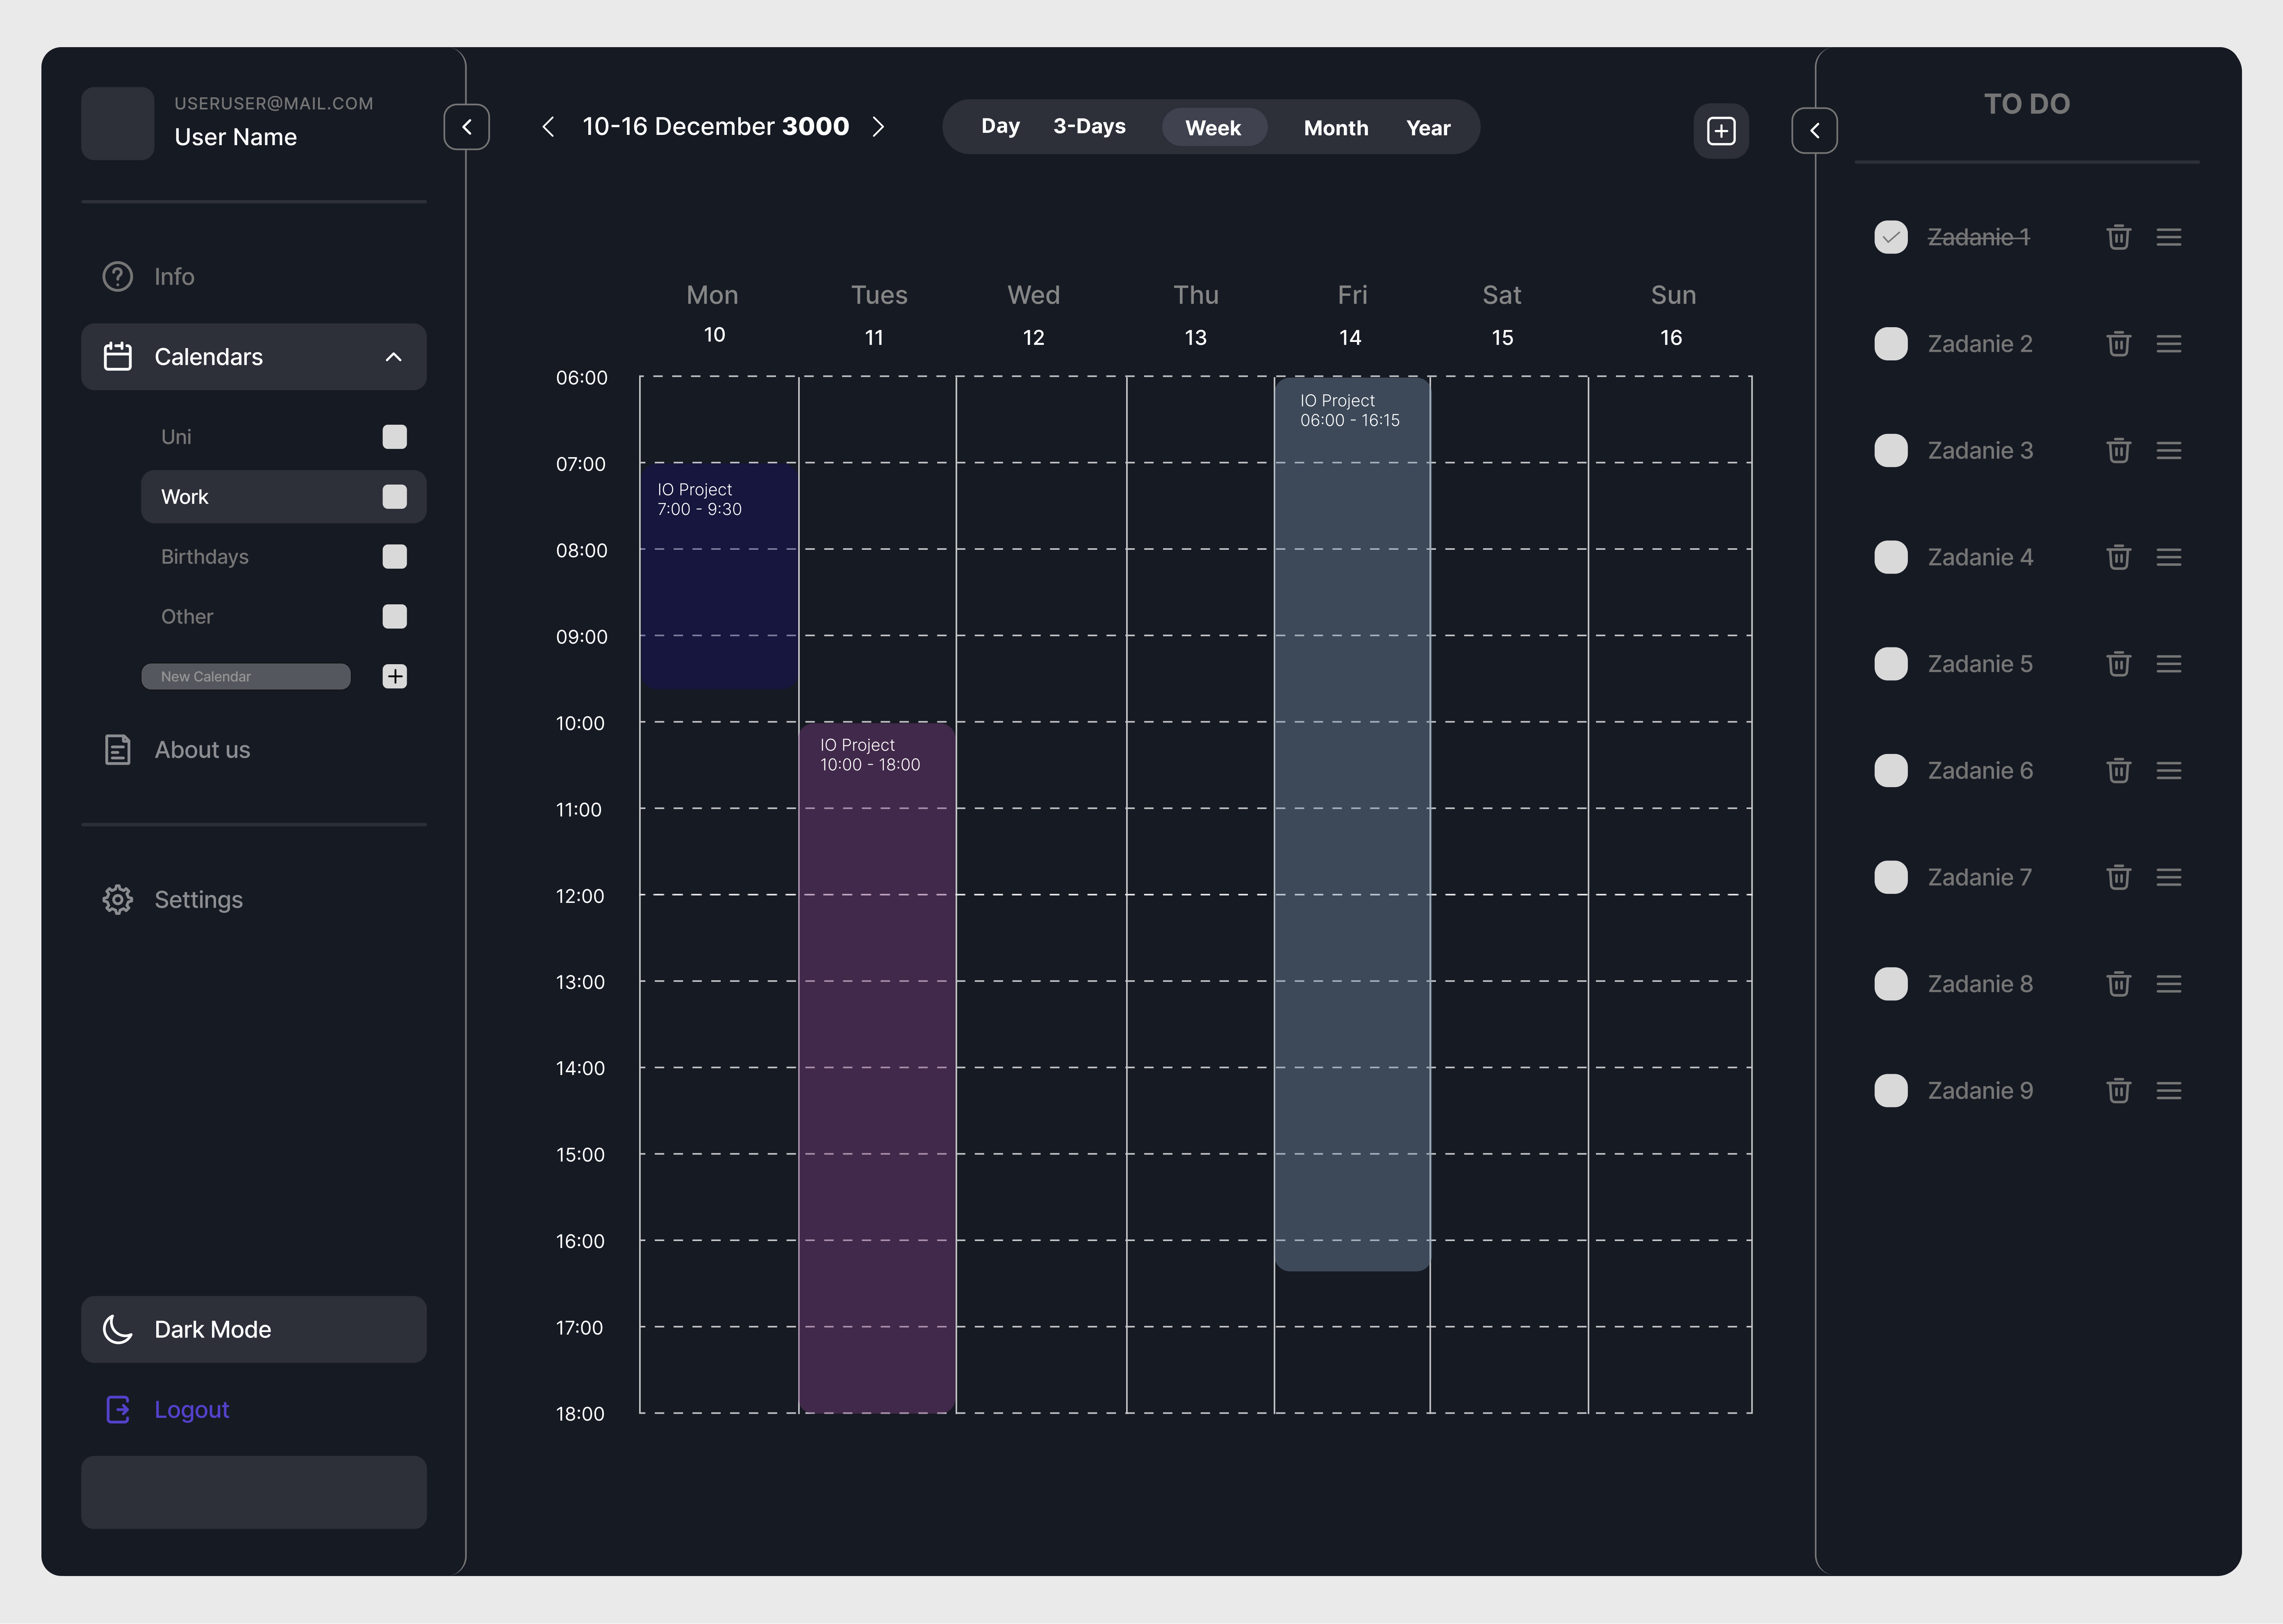 USERUSER@MAIL.COM
User Name
Info
Calendars
Uni
Work
Birthdays
Other
New Calendar
About us
Settings
Dark Mode
Logout
10-16 December 3000
Day 3-Days Week Month Year
Mon Tues Wed Thu Fri Sat Sun
10 11 12 13 14 15 16
06:00
IO Project
06:00 - 16:15
07:00
IO Project
7:00 - 9:30
08:00
09:00
10:00
IO Project
10:00 - 18:00
11:00
12:00
13:00
14:00
15:00
16:00
17:00
18:00
TO DO
Zadanie 1
Zadanie 2
Zadanie 3
Zadanie 4
Zadanie 5
Zadanie 6
Zadanie 7
Zadanie 8
Zadanie 9